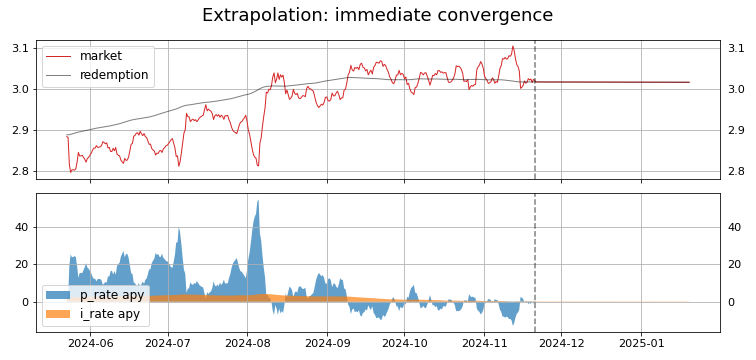 Extrapolation: immediate convergence
3.1 3.1
market
redemption
3.0 3.0
2.9 2.9
2.8 2.8
40 40
20 20
0 0
p_rate apy
i_rate apy
2024-06 2024-07 2024-08 2024-09 2024-10 2024-11 2024-12 2025-01